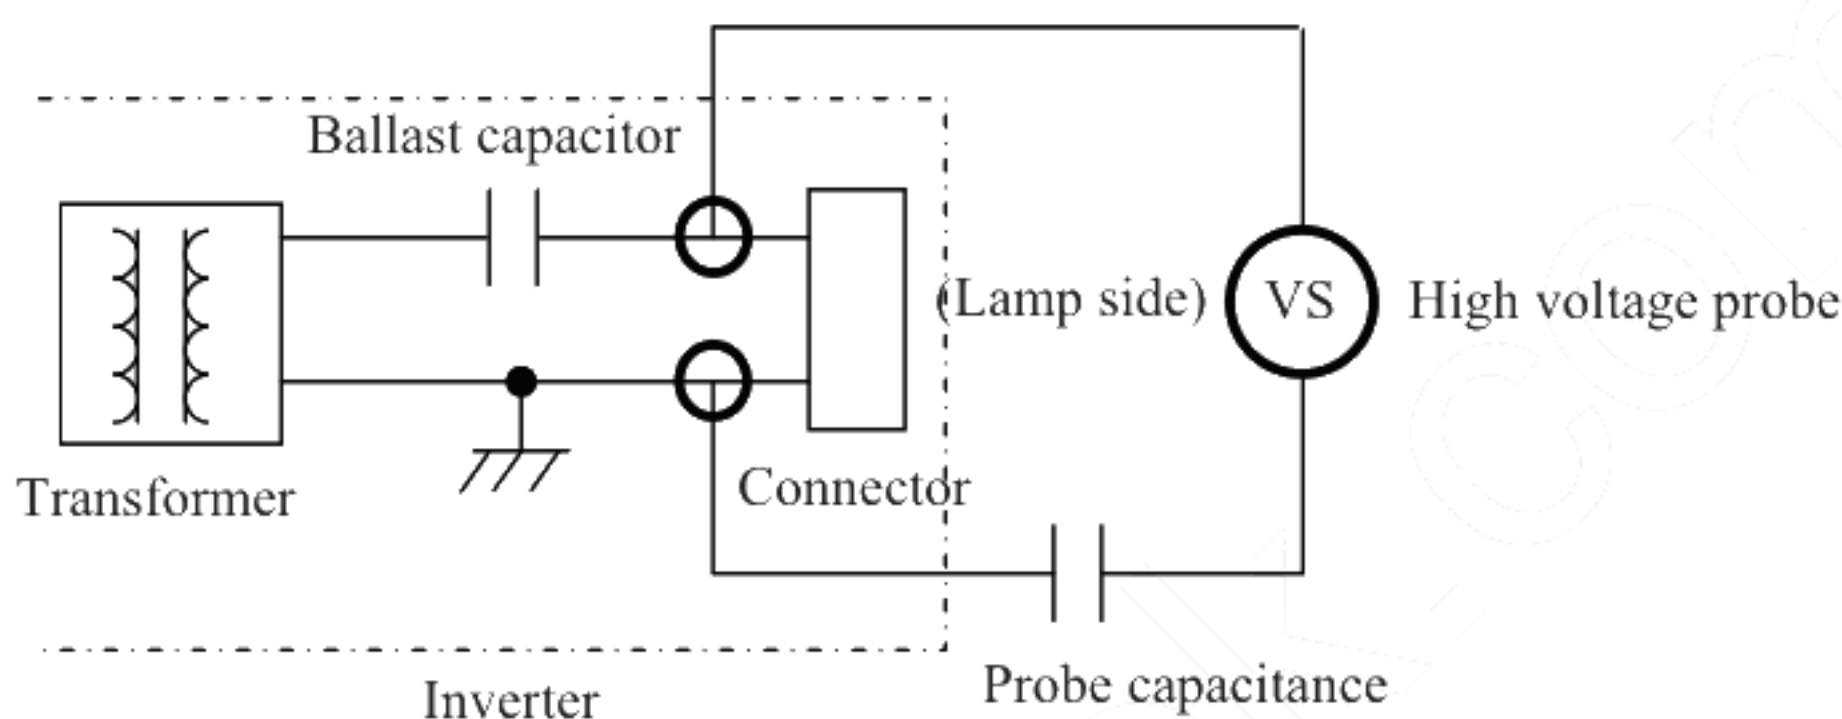 Ballast capacitor
(Lamp side)
VS
High voltage probe
Transformer
Connector
Probe capacitance
Inverter